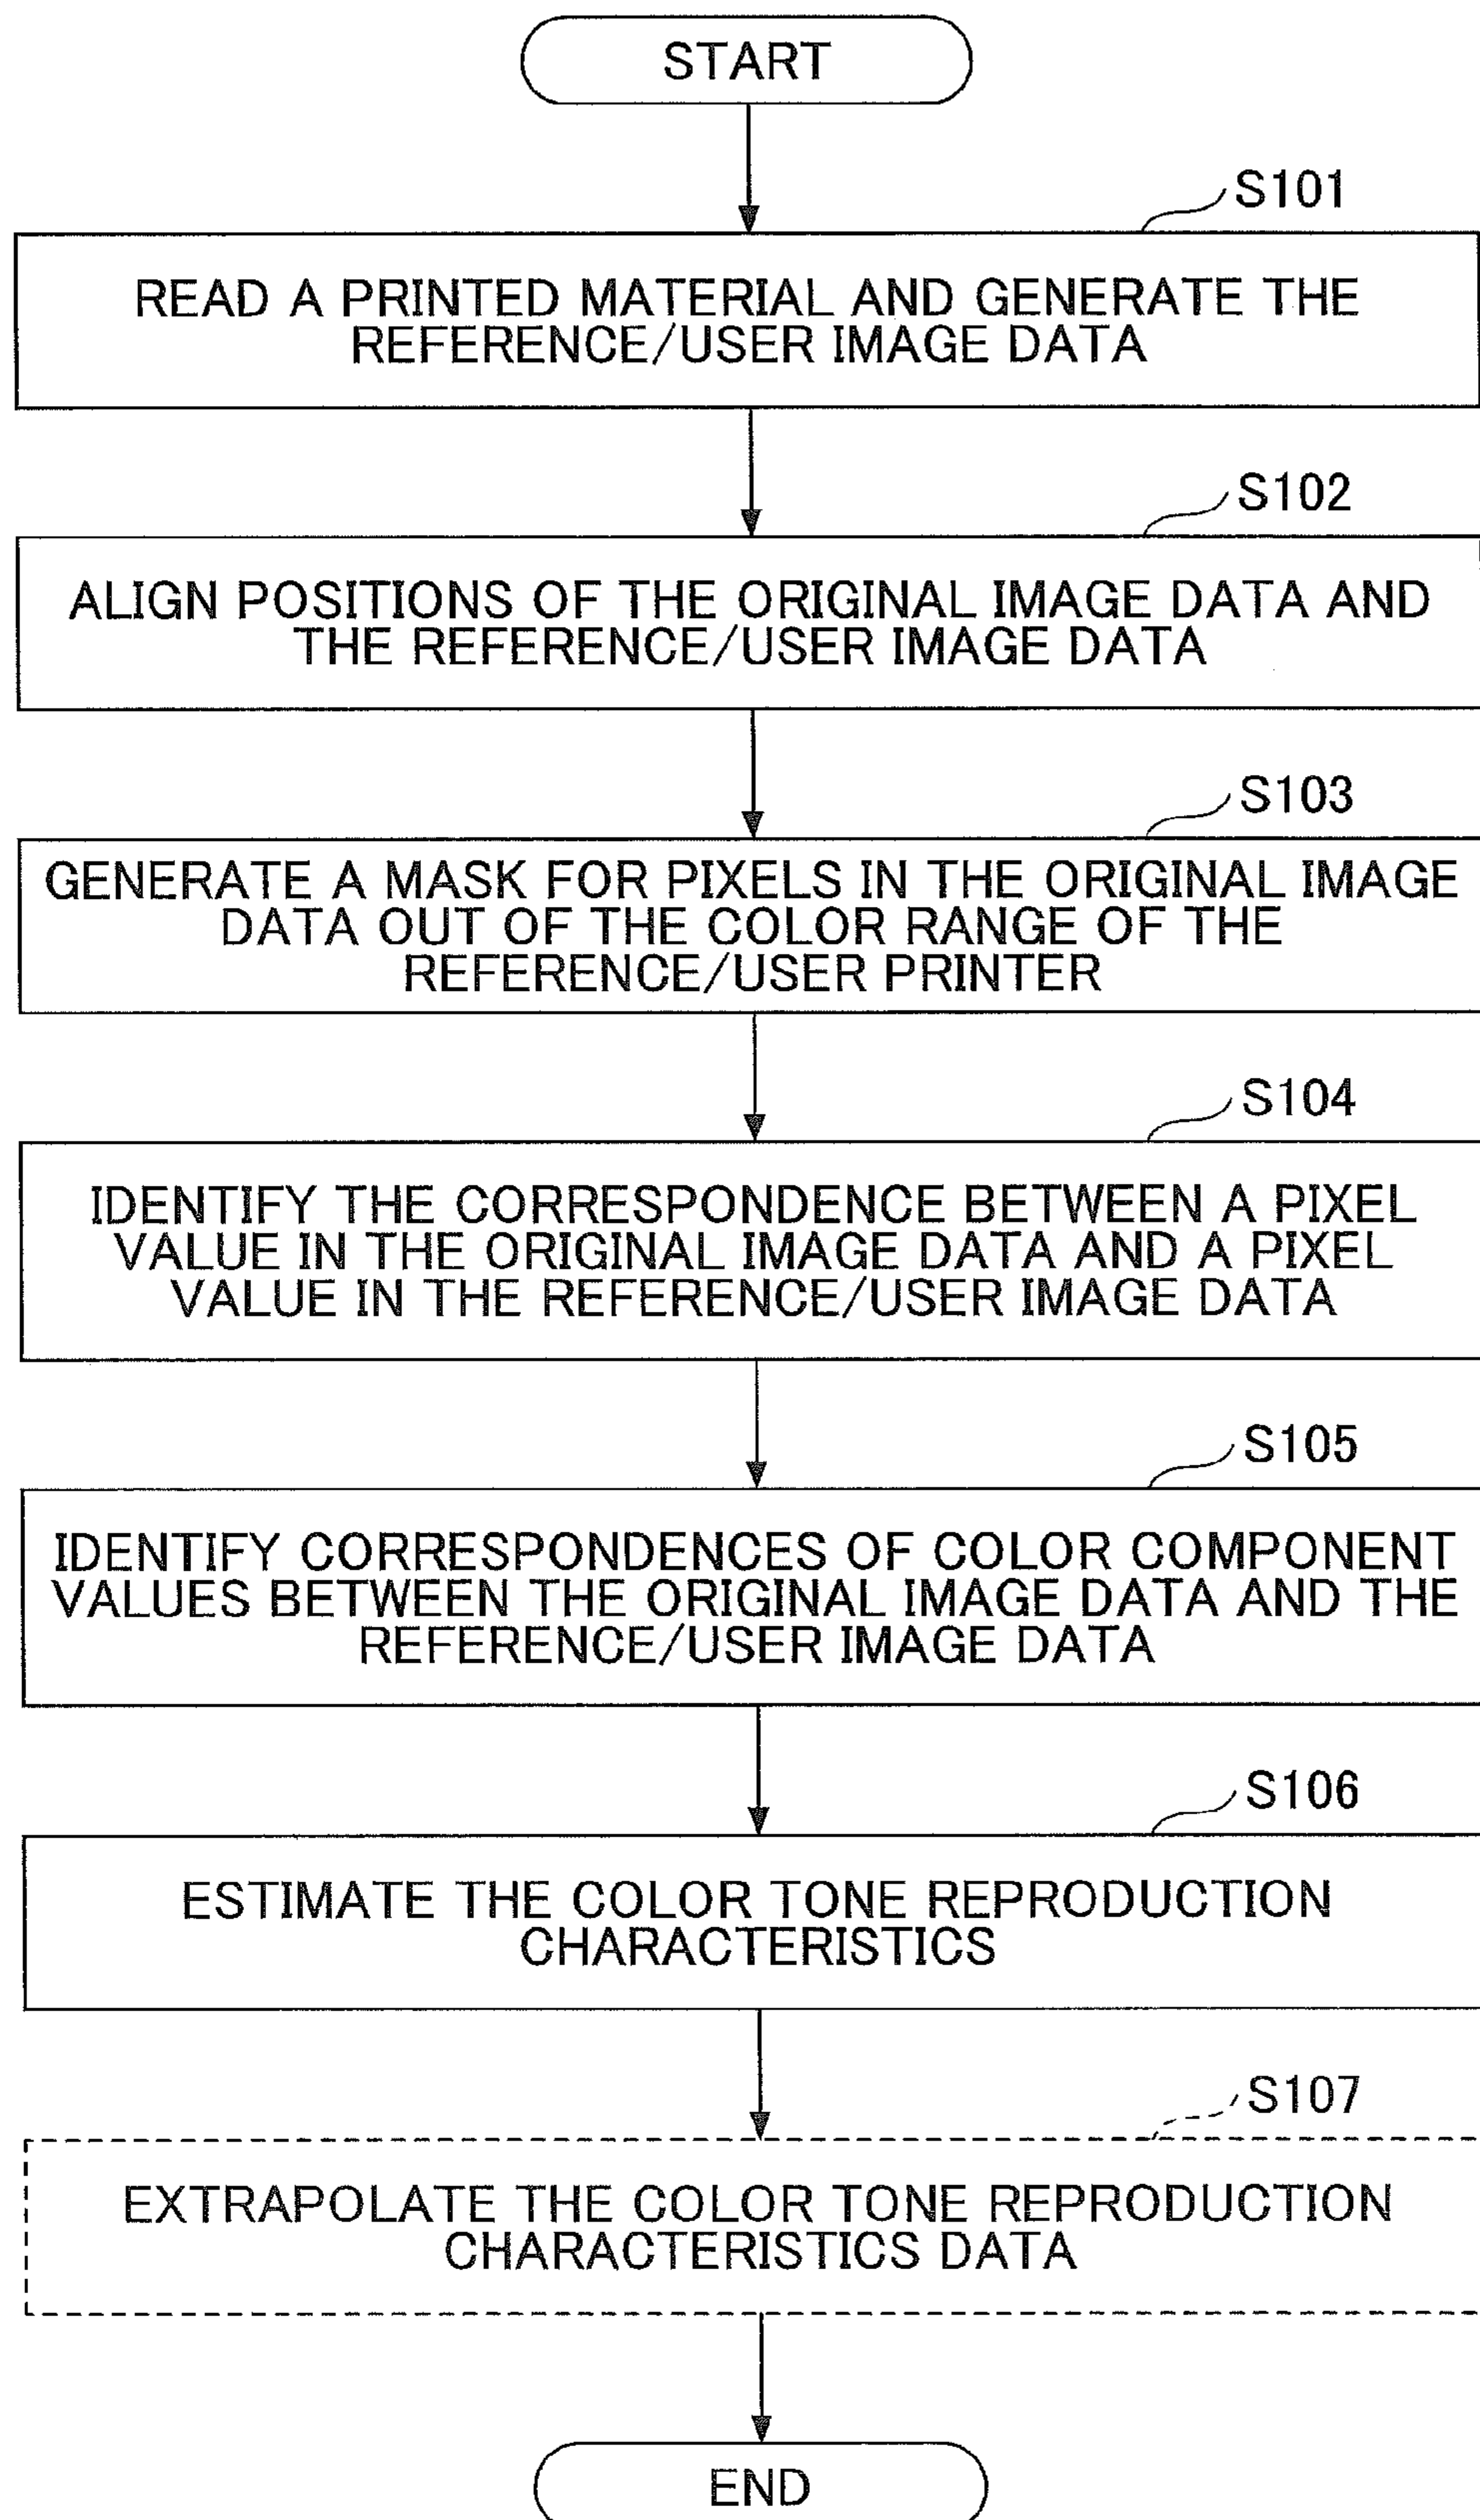 START
S101
READ A PRINTED MATERIAL AND GENERATE THE
REFERENCE/USER IMAGE DATA
S102
ALIGN POSITIONS OF THE ORIGINAL IMAGE DATA AND
THE REFERENCE/USER IMAGE DATA
S103
GENERATE A MASK FOR PIXELS IN THE ORIGINAL IMAGE
DATA OUT OF THE COLOR RANGE OF THE
REFERENCE/USER PRINTER
S104
IDENTIFY THE CORRESPONDENCE BETWEEN A PIXEL
VALUE IN THE ORIGINAL IMAGE DATA AND A PIXEL
VALUE IN THE REFERENCE/USER IMAGE DATA
S105
IDENTIFY CORRESPONDENCES OF COLOR COMPONENT
VALUES BETWEEN THE ORIGINAL IMAGE DATA AND THE
REFERENCE/USER IMAGE DATA
S106
ESTIMATE THE COLOR TONE REPRODUCTION
CHARACTERISTICS
S107
EXTRAPOLATE THE COLOR TONE REPRODUCTION
CHARACTERISTICS DATA
END